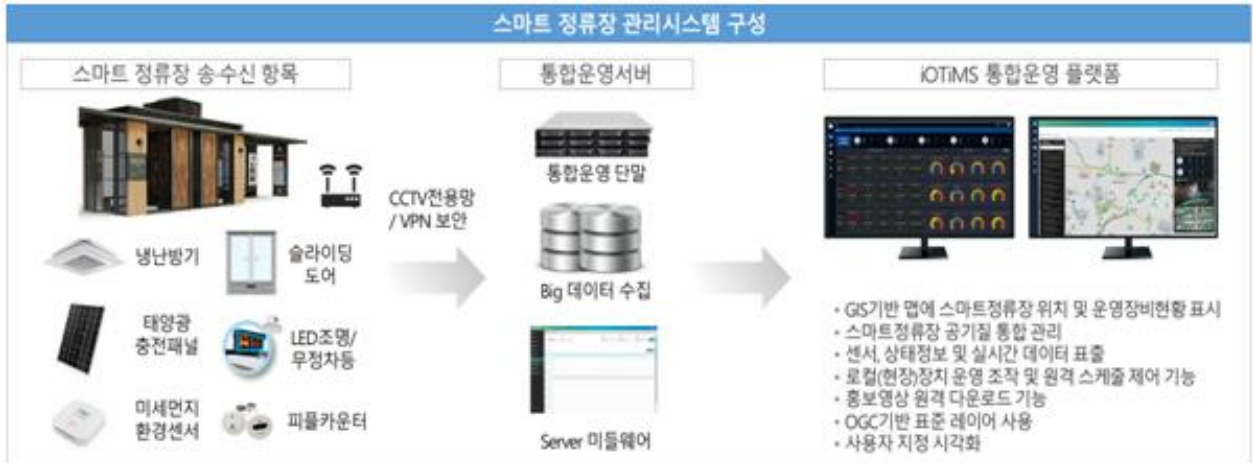 스마트 정류장 관리시스템 구성
스마트 정류장 송·수신 항목
냉난방기
슬라이딩
도어
태양광
충전패널
LED조명/
무정차등
미세먼지
환경센서
피플카운터
CCTV전용망
/ VPN 보안
통합운영서버
통합운영 단말
Big 데이터 수집
Server 미들웨어
iOTiMS 통합운영 플랫폼
• GIS기반 맵에 스마트정류장 위치 및 운영장비현황 표시
• 스마트정류장 공기질 통합 관리
• 센서, 상태정보 및 실시간 데이터 표출
• 로컬(현장)장치 운영 조작 및 원격 스케줄 제어 기능
• 홍보영상 원격 다운로드 기능
• OGC기반 표준 레이어 사용
• 사용자 지정 시각화